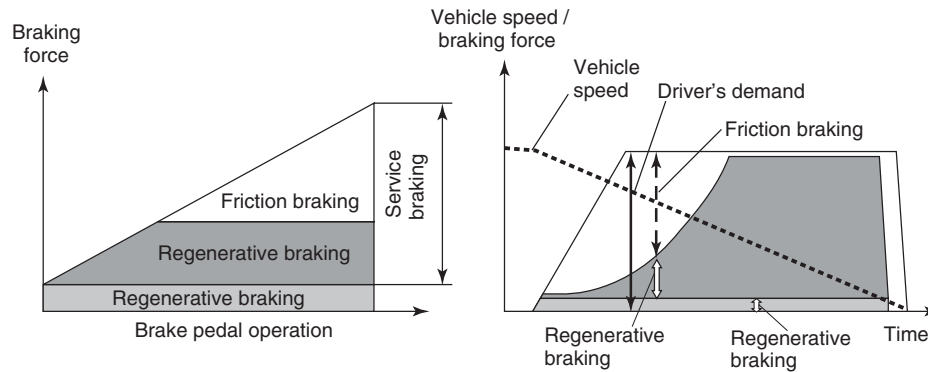 Braking
force
Friction braking
Regenerative braking
Regenerative braking
Service
braking
Brake pedal operation
Vehicle speed /
braking force
Vehicle
speed
Driver's demand
Friction braking
Regenerative
braking
Regenerative
braking
Time